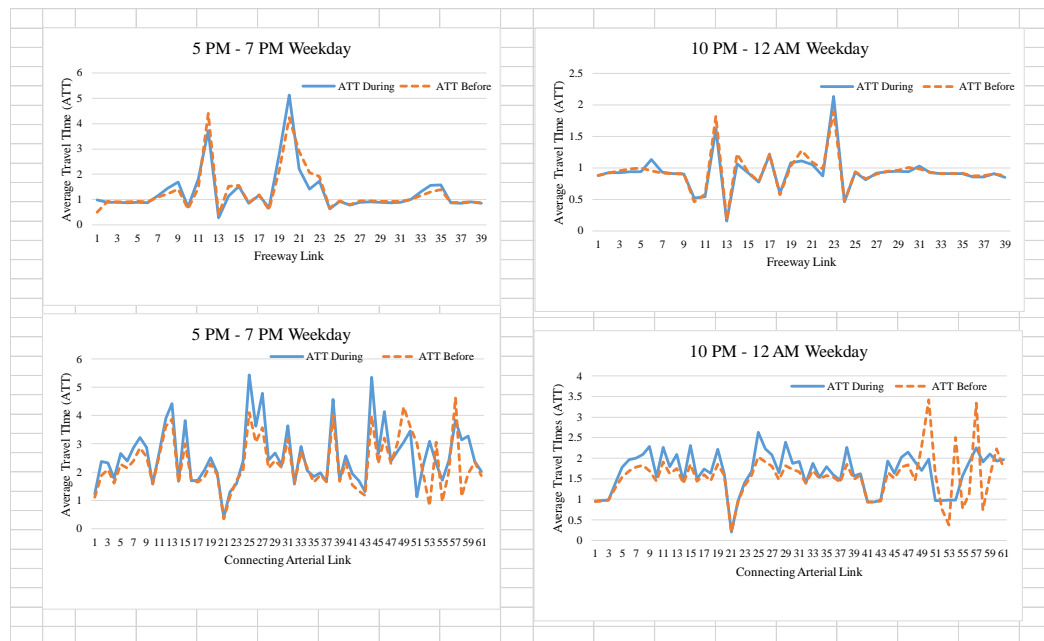 5 PM - 7 PM Weekday
ATT During ATT Before
Average Travel TIme (ATT)
6
5
4
3
2
1
0
1 3 5 7 9 11 13 15 17 19 21 23 25 27 29 31 33 35 37 39
Freeway Link
10 PM - 12 AM Weekday
ATT During ATT Before
Average Travel TIme (ATT)
2.5
2
1.5
1
0.5
0
1 3 5 7 9 11 13 15 17 19 21 23 25 27 29 31 33 35 37 39
Freeway Link
5 PM - 7 PM Weekday
ATT During ATT Before
Average Travel TIme (ATT)
6
5
4
3
2
1
0
1 3 5 7 9 11 13 15 17 19 21 23 25 27 29 31 33 35 37 39 41 43 45 47 49 51 53 55 57 59 61
Connecting Arterial Link
10 PM - 12 AM Weekday
ATT During ATT Before
Average Travel TImes (ATT)
4
3.5
3
2.5
2
1.5
1
0.5
0
1 3 5 7 9 11 13 15 17 19 21 23 25 27 29 31 33 35 37 39 41 43 45 47 49 51 53 55 57 59 61
Connecting Arterial Link